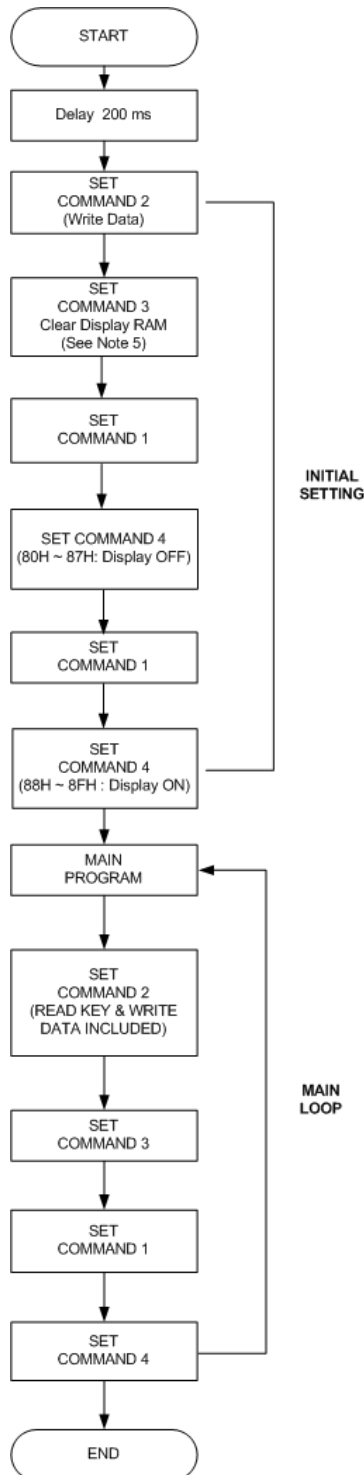 START
Delay 200 ms
SET
COMMAND 2
(Write Data)
SET
COMMAND 3
Clear Display RAM
(See Note 5)
SET
COMMAND 1
INITIAL
SETTING
SET COMMAND 4
(80H ~ 87H: Display OFF)
SET
COMMAND 1
SET
COMMAND 4
(88H ~ 8FH : Display ON)
MAIN
PROGRAM
SET
COMMAND 2
(READ KEY & WRITE
DATA INCLUDED)
MAIN
LOOP
SET
COMMAND 3
SET
COMMAND 1
SET
COMMAND 4
END